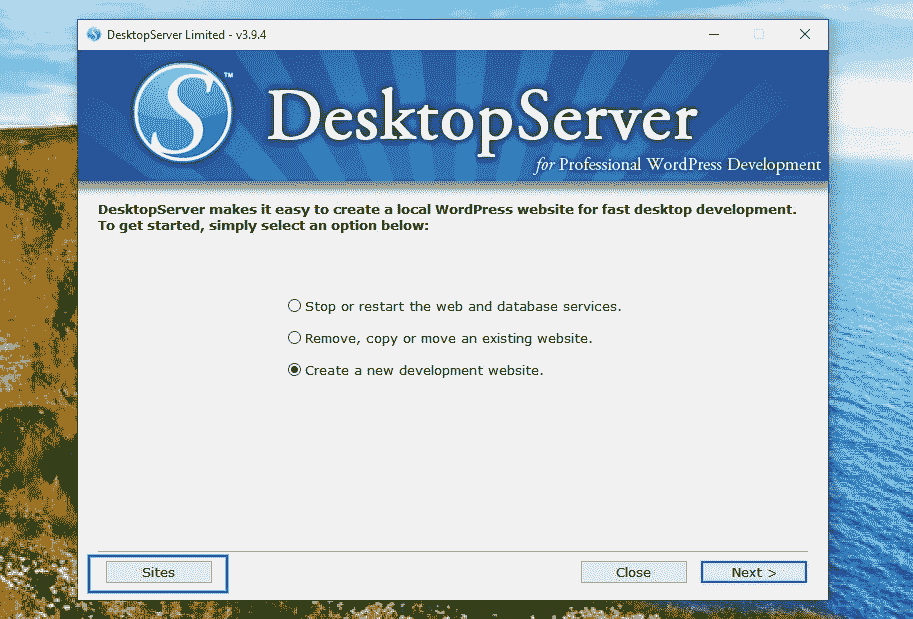 DesktopServer Limited - v3.9.4
S™
DesktopServer
for Professional WordPress Development
DesktopServer makes it easy to create a local WordPress website for fast desktop development.
To get started, simply select an option below:
Stop or restart the web and database services.
Remove, copy or move an existing website.
Create a new development website.
Sites
Close
Next >